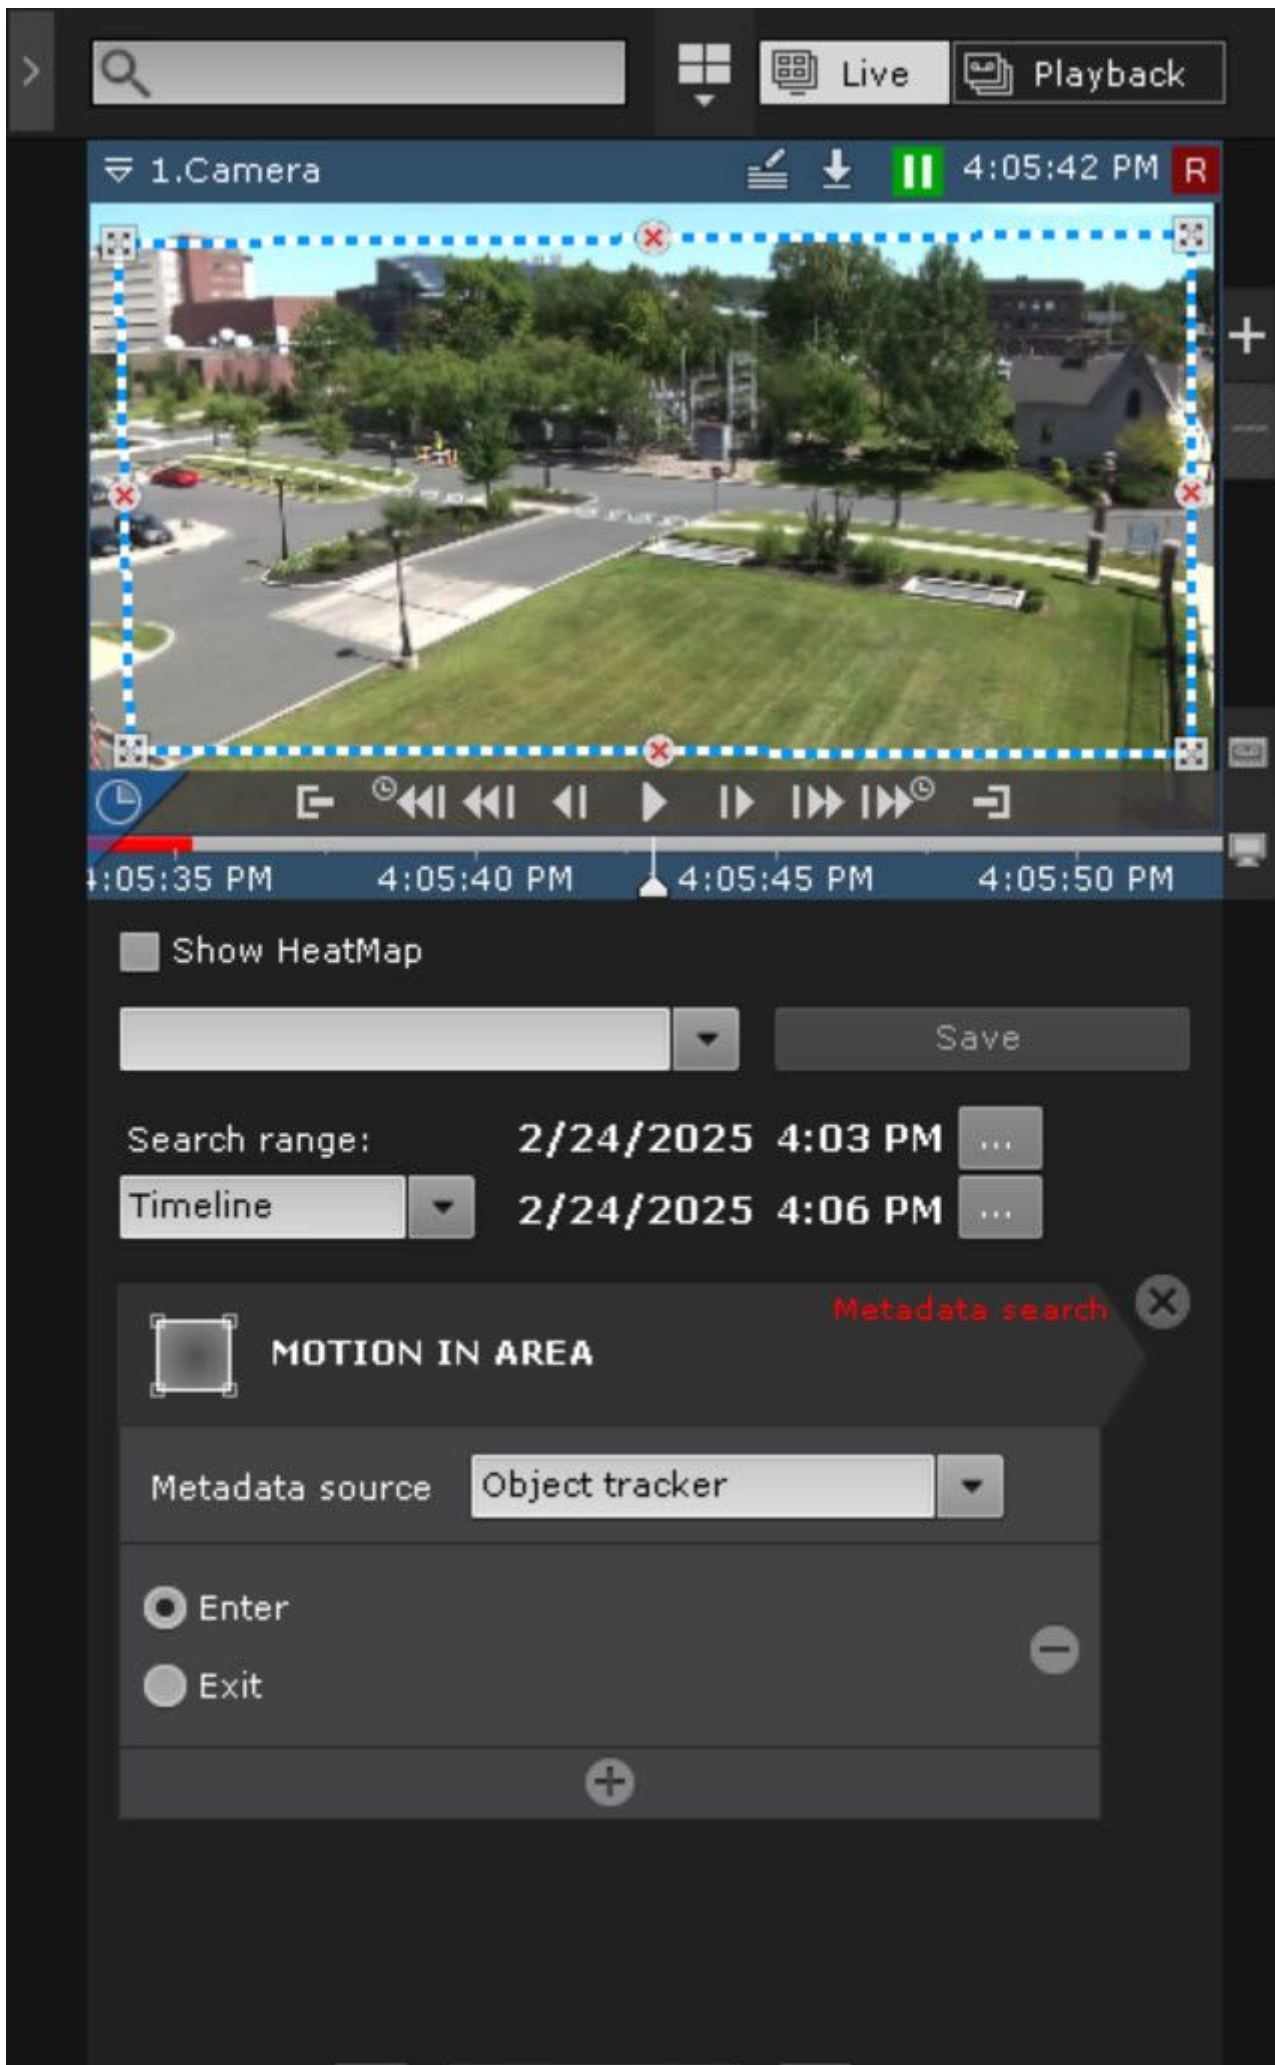 Live Playback
1.Camera 4:05:42 PM R
:05:35 PM 4:05:40 PM 4:05:45 PM 4:05:50 PM
Show HeatMap
Save
Search range: 2/24/2025 4:03 PM ...
Timeline 2/24/2025 4:06 PM ...
Metadata search
MOTION IN AREA
Metadata source Object tracker
Enter
Exit